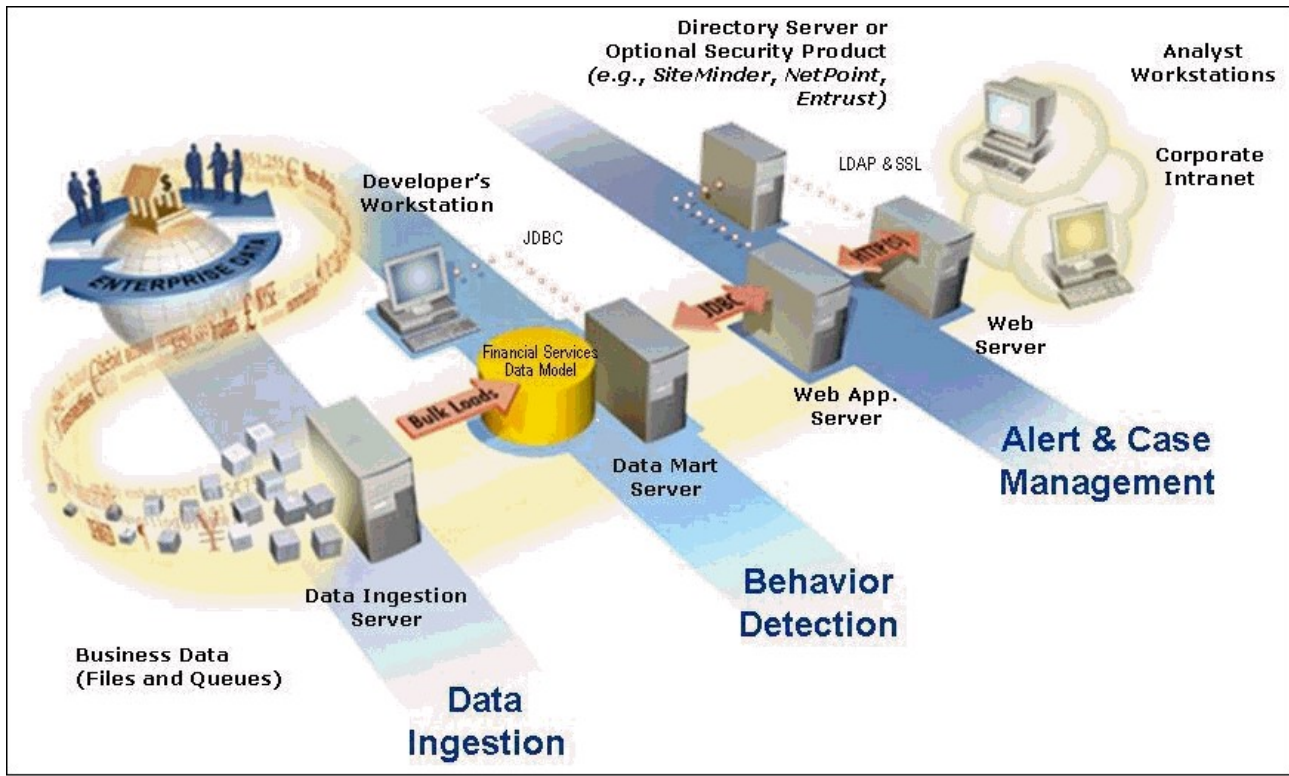 Directory Server or
Optional Security Product
(e.g., SiteMinder, NetPoint,
Entrust)
Analyst
Workstations
LDAP & SSL
Corporate
Intranet
Developer's
Workstation
JDBC
ENTERPRISE DATA
HTTP(S)
JDBC
Web
Server
Financial Services
Data Model
Bulk Loads
Web App.
Server
Data Mart
Server
Alert & Case
Management
Data Ingestion
Server
Behavior
Detection
Business Data
(Files and Queues)
Data
Ingestion